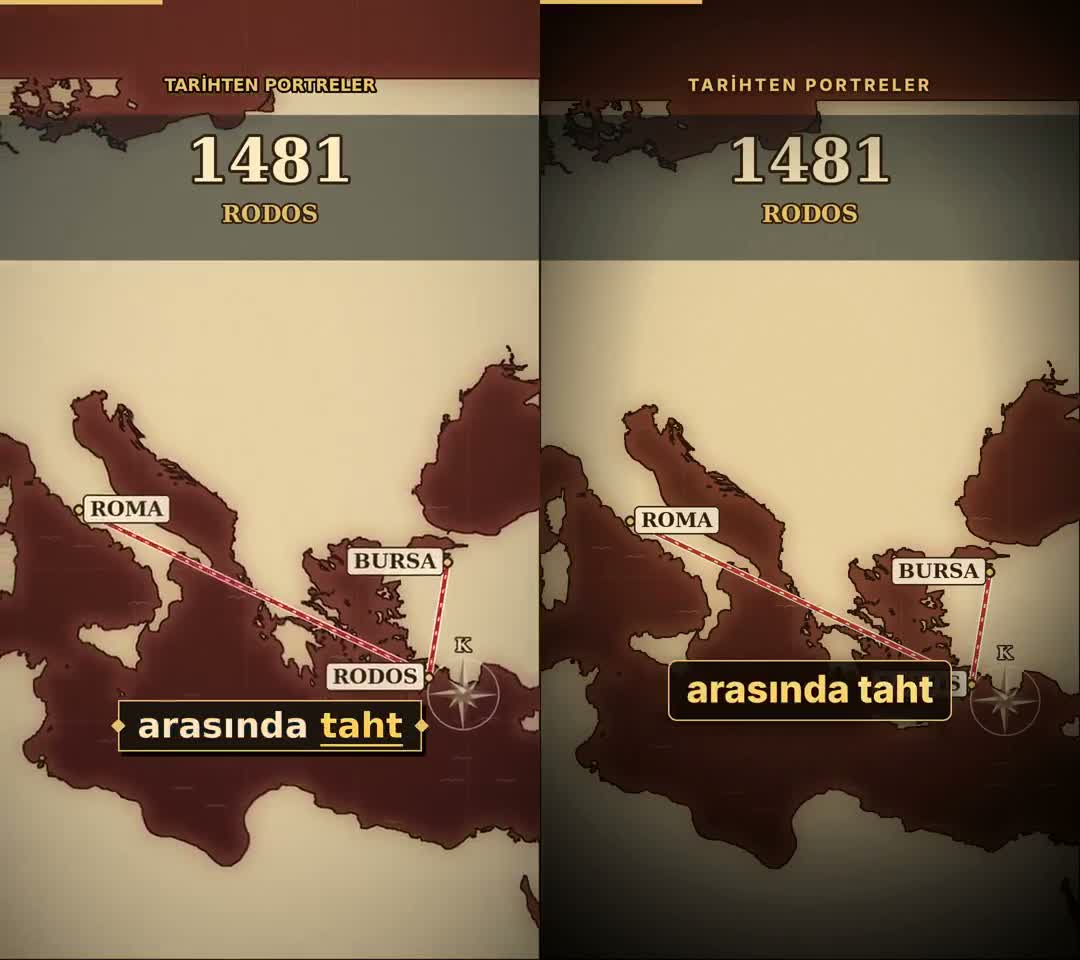 TARİHTEN PORTRELER
1481
RODOS
ROMA
BURSA
K
RODOS
arasında taht
TARİHTEN PORTRELER
1481
RODOS
ROMA
BURSA
K
arasında taht